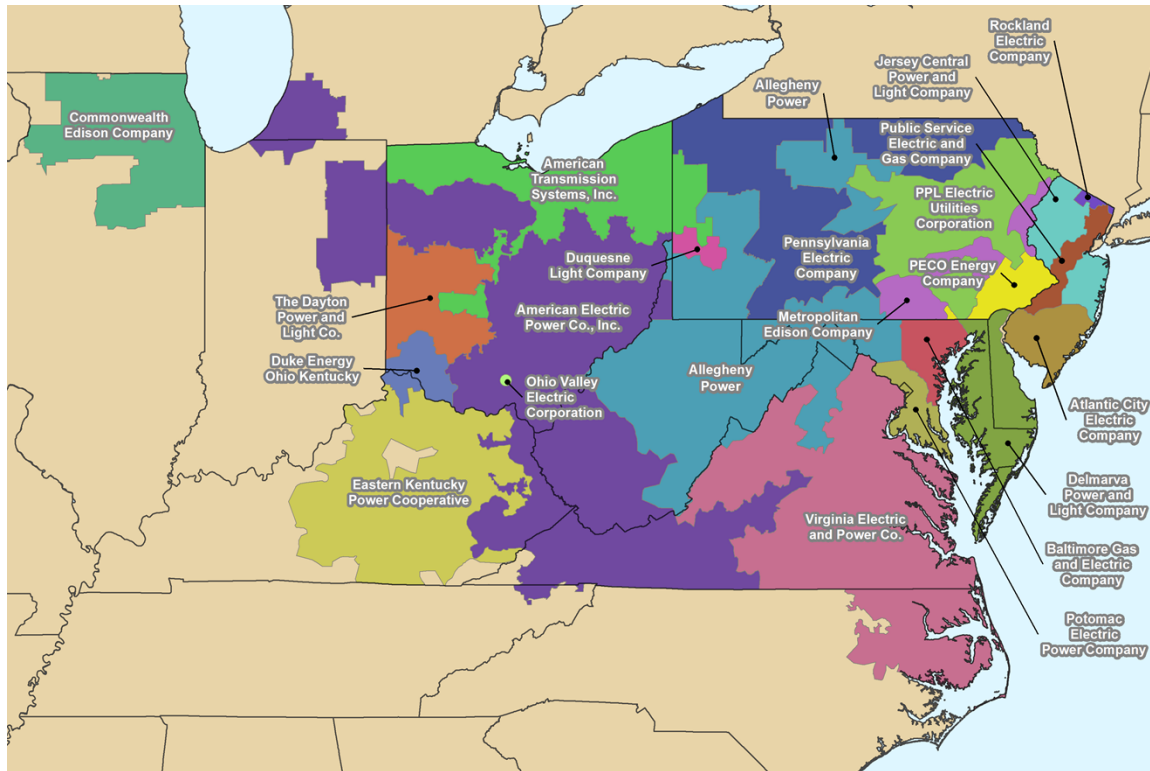 Rockland
Electric
Company
Jersey Central
Power and
Light Company
Allegheny
Power
Commonwealth
Edison Company
Public Service
Electric and
Gas Company
American
Transmission
Systems, Inc.
PPL Electric
Utilities
Corporation
Duquesne
Light Company
Pennsylvania
Electric
Company
PECO Energy
Company
The Dayton
Power and
Light Co.
American Electric
Power Co., Inc.
Metropolitan
Edison Company
Duke Energy
Ohio Kentucky
Ohio Valley
Electric
Corporation
Allegheny
Power
Atlantic City
Electric
Company
Eastern Kentucky
Power Cooperative
Delmarva
Power and
Light Company
Virginia Electric
and Power Co.
Baltimore Gas
and Electric
Company
Potomac
Electric
Power Company